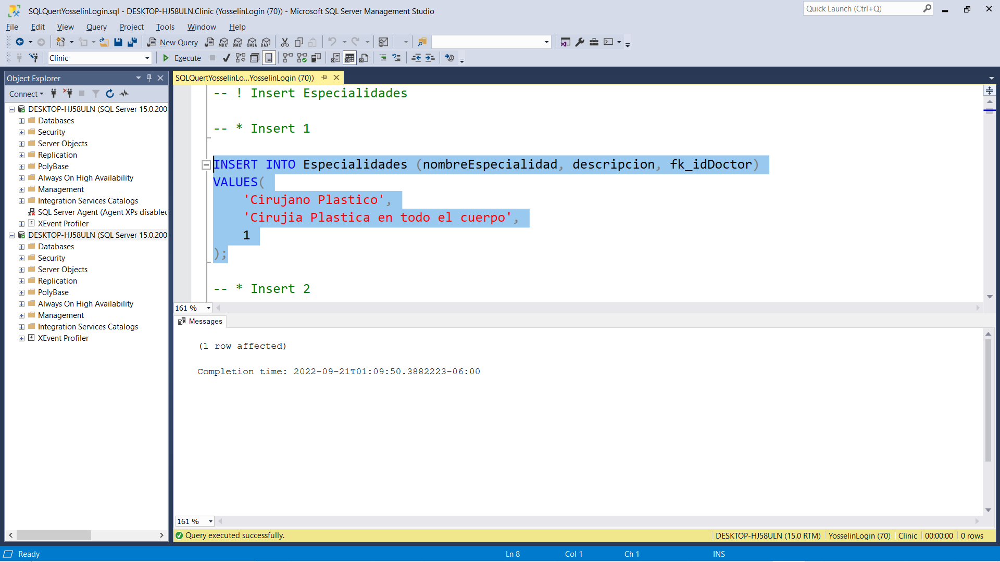 SQLQuertYosselinLogin.sql - DESKTOP-HJ58ULN.Clinic (YosselinLogin (70)) - Microsoft SQL Server Management Studio
Quick Launch (Ctrl+Q)
File Edit View Query Project Tools Window Help
New Query MDX DMX XMLA DAX
Clinic Execute
Object Explorer
Connect
DESKTOP-HJ58ULN (SQL Server 15.0.200
Databases
Security
Server Objects
Replication
PolyBase
Always On High Availability
Management
Integration Services Catalogs
SQL Server Agent (Agent XPs disabled
XEvent Profiler
DESKTOP-HJ58ULN (SQL Server 15.0.200
Databases
Security
Server Objects
Replication
PolyBase
Always On High Availability
Management
Integration Services Catalogs
XEvent Profiler
SQLQuertYosselinLo...YosselinLogin (70))
-- ! Insert Especialidades
-- * Insert 1
INSERT INTO Especialidades (nombreEspecialidad, descripcion, fk_idDoctor)
VALUES(
'Cirujano Plastico',
'Cirujia Plastica en todo el cuerpo',
1
);
-- * Insert 2
161 %
Messages
(1 row affected)
Completion time: 2022-09-21T01:09:50.3882223-06:00
161 %
Query executed successfully.
DESKTOP-HJ58ULN (15.0 RTM) YosselinLogin (70) Clinic 00:00:00 0 rows
Ready Ln 8 Col 1 Ch 1 INS